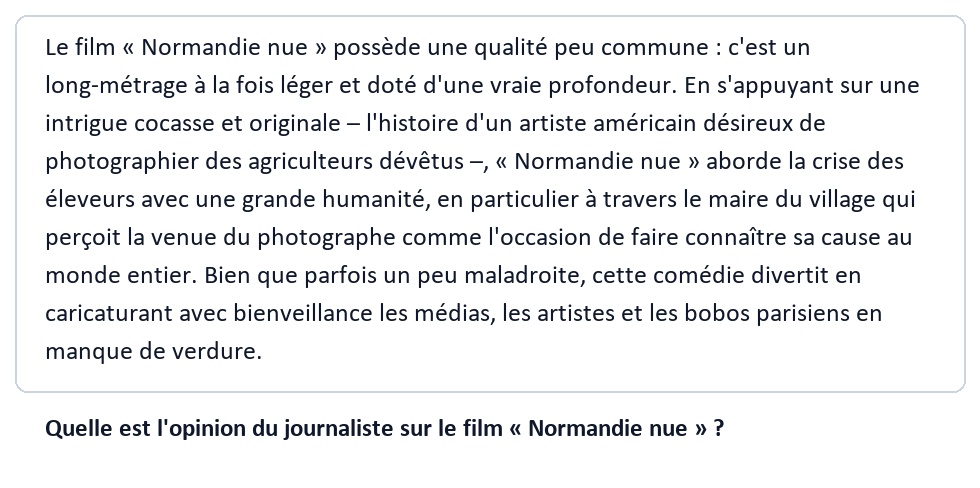 Le film « Normandie nue » possède une qualité peu commune : c'est un
long-métrage à la fois léger et doté d'une vraie profondeur. En s'appuyant sur une
intrigue cocasse et originale – l'histoire d'un artiste américain désireux de
photographier des agriculteurs dévêtus –, « Normandie nue » aborde la crise des
éleveurs avec une grande humanité, en particulier à travers le maire du village qui
perçoit la venue du photographe comme l'occasion de faire connaître sa cause au
monde entier. Bien que parfois un peu maladroite, cette comédie divertit en
caricaturant avec bienveillance les médias, les artistes et les bobos parisiens en
manque de verdure.
Quelle est l'opinion du journaliste sur le film « Normandie nue » ?